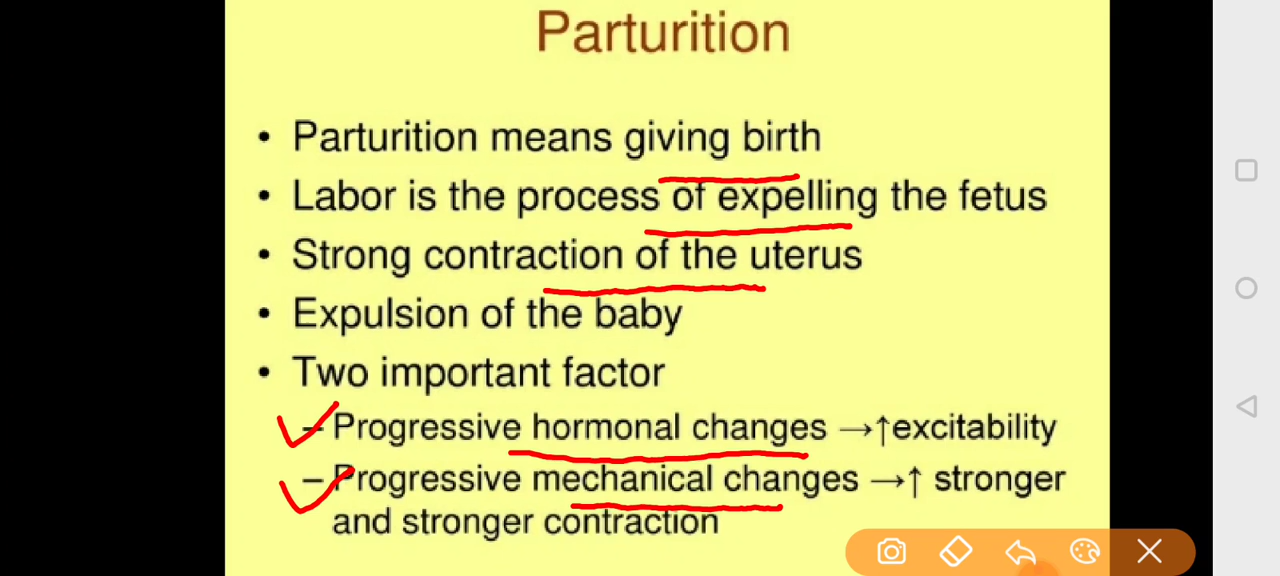 Parturition
• Parturition means giving birth
• Labor is the process of expelling the fetus
• Strong contraction of the uterus
• Expulsion of the baby
• Two important factor
– Progressive hormonal changes →↑excitability
– Progressive mechanical changes →↑ stronger
and stronger contraction